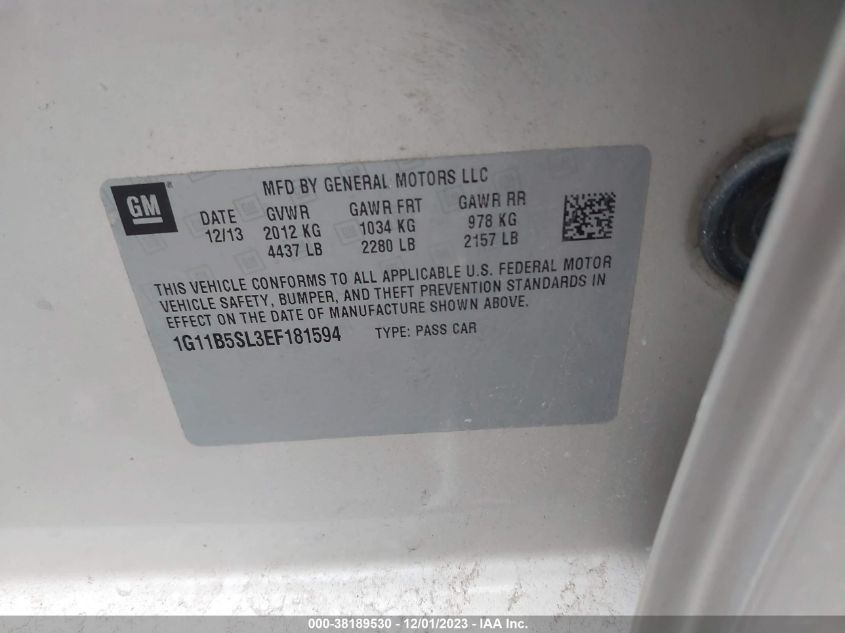 GM
MFD BY GENERAL MOTORS LLC
DATE GVWR GAWR FRT GAWR RR
12/13 2012 KG 1034 KG 978 KG
4437 LB 2280 LB 2157 LB
THIS VEHICLE CONFORMS TO ALL APPLICABLE U.S. FEDERAL MOTOR
VEHICLE SAFETY, BUMPER, AND THEFT PREVENTION STANDARDS IN
EFFECT ON THE DATE OF MANUFACTURE SHOWN ABOVE.
1G11B5SL3EF181594 TYPE: PASS CAR
000-38189530 - 12/01/2023 - IAA Inc.